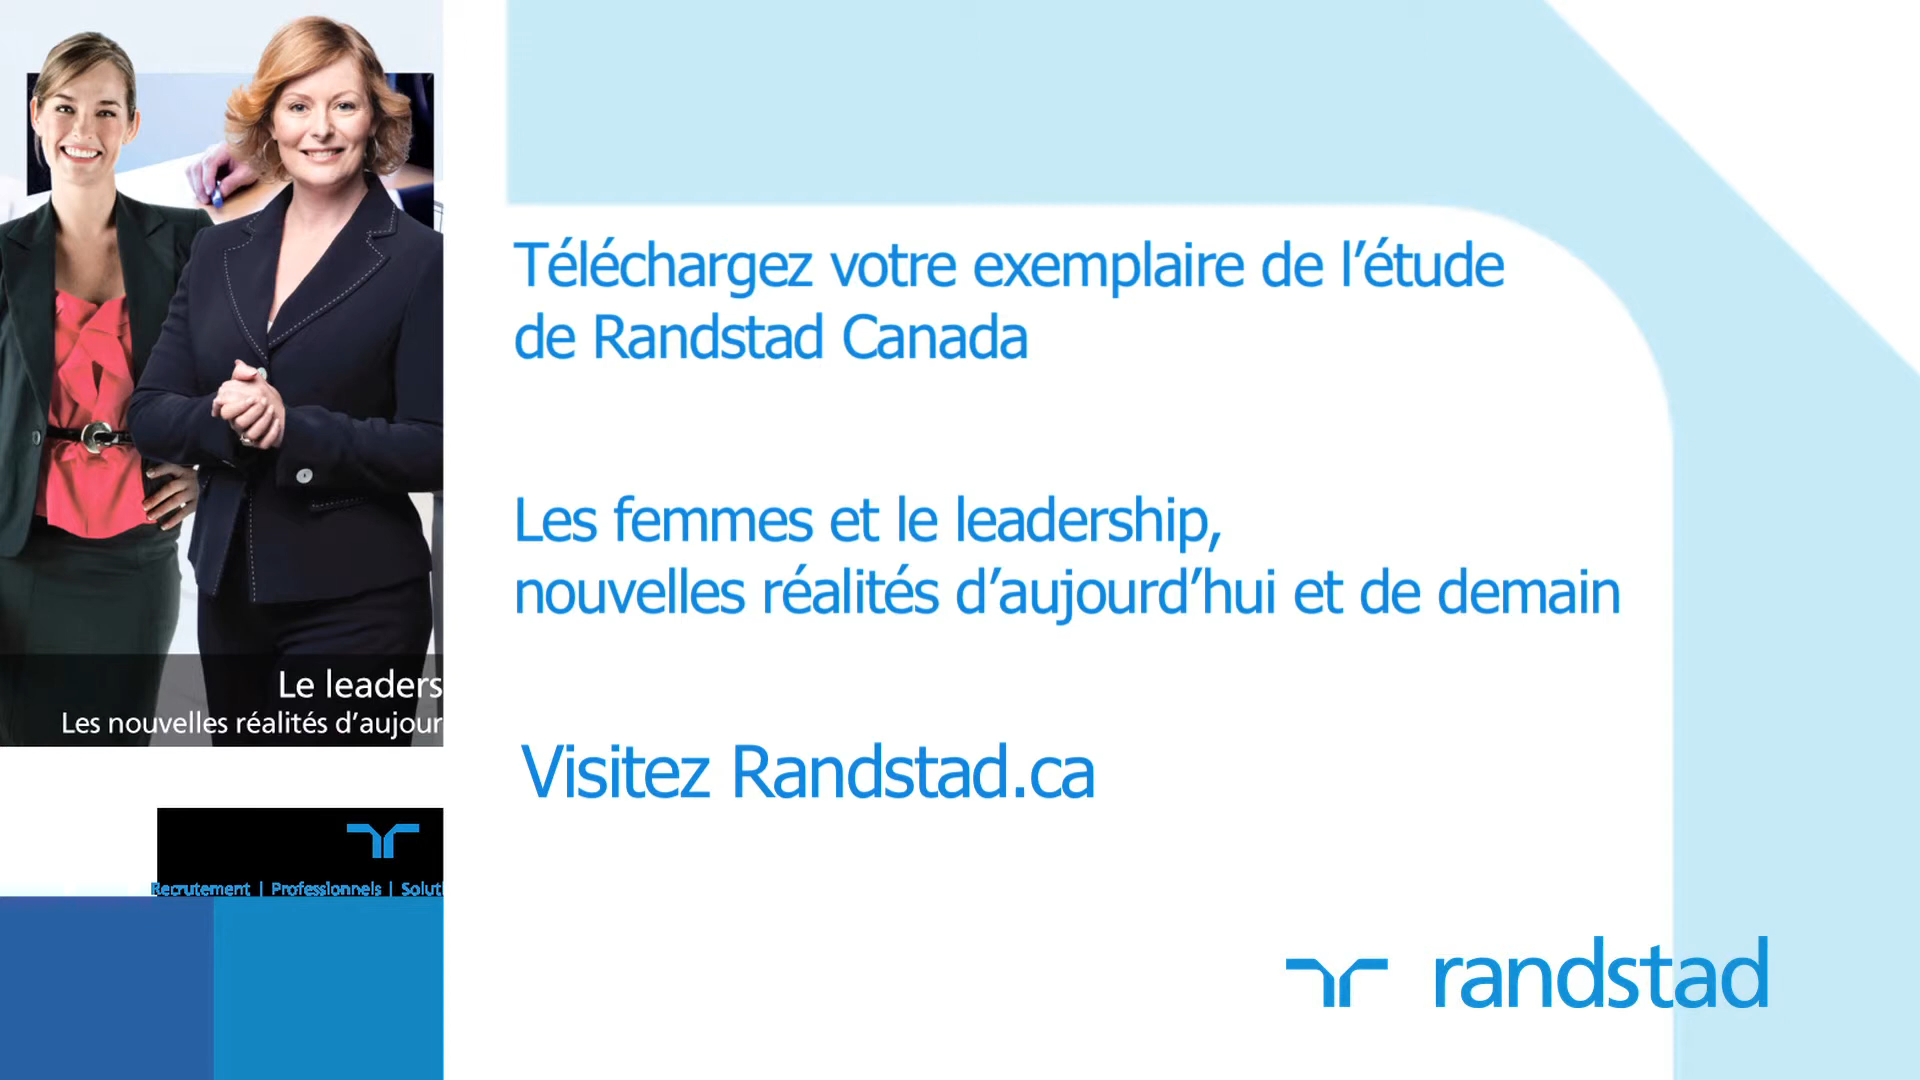 Téléchargez votre exemplaire de l’étude
de Randstad Canada
Les femmes et le leadership,
nouvelles réalités d’aujourd’hui et de demain
Visitez Randstad.ca
Le leaders
Les nouvelles réalités d’aujour
Recrutement | Professionnels | Soluti
randstad